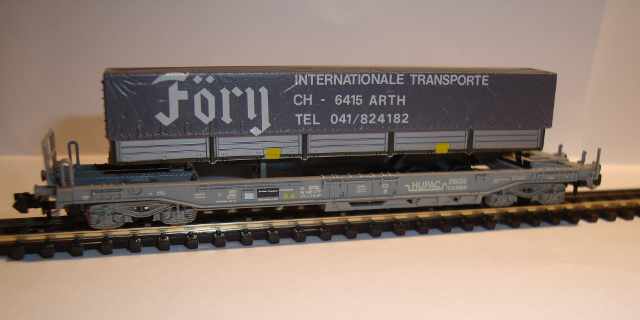 Föry
INTERNATIONALE TRANSPORTE
CH - 6415 ARTH
TEL 041/824182
HUPAC